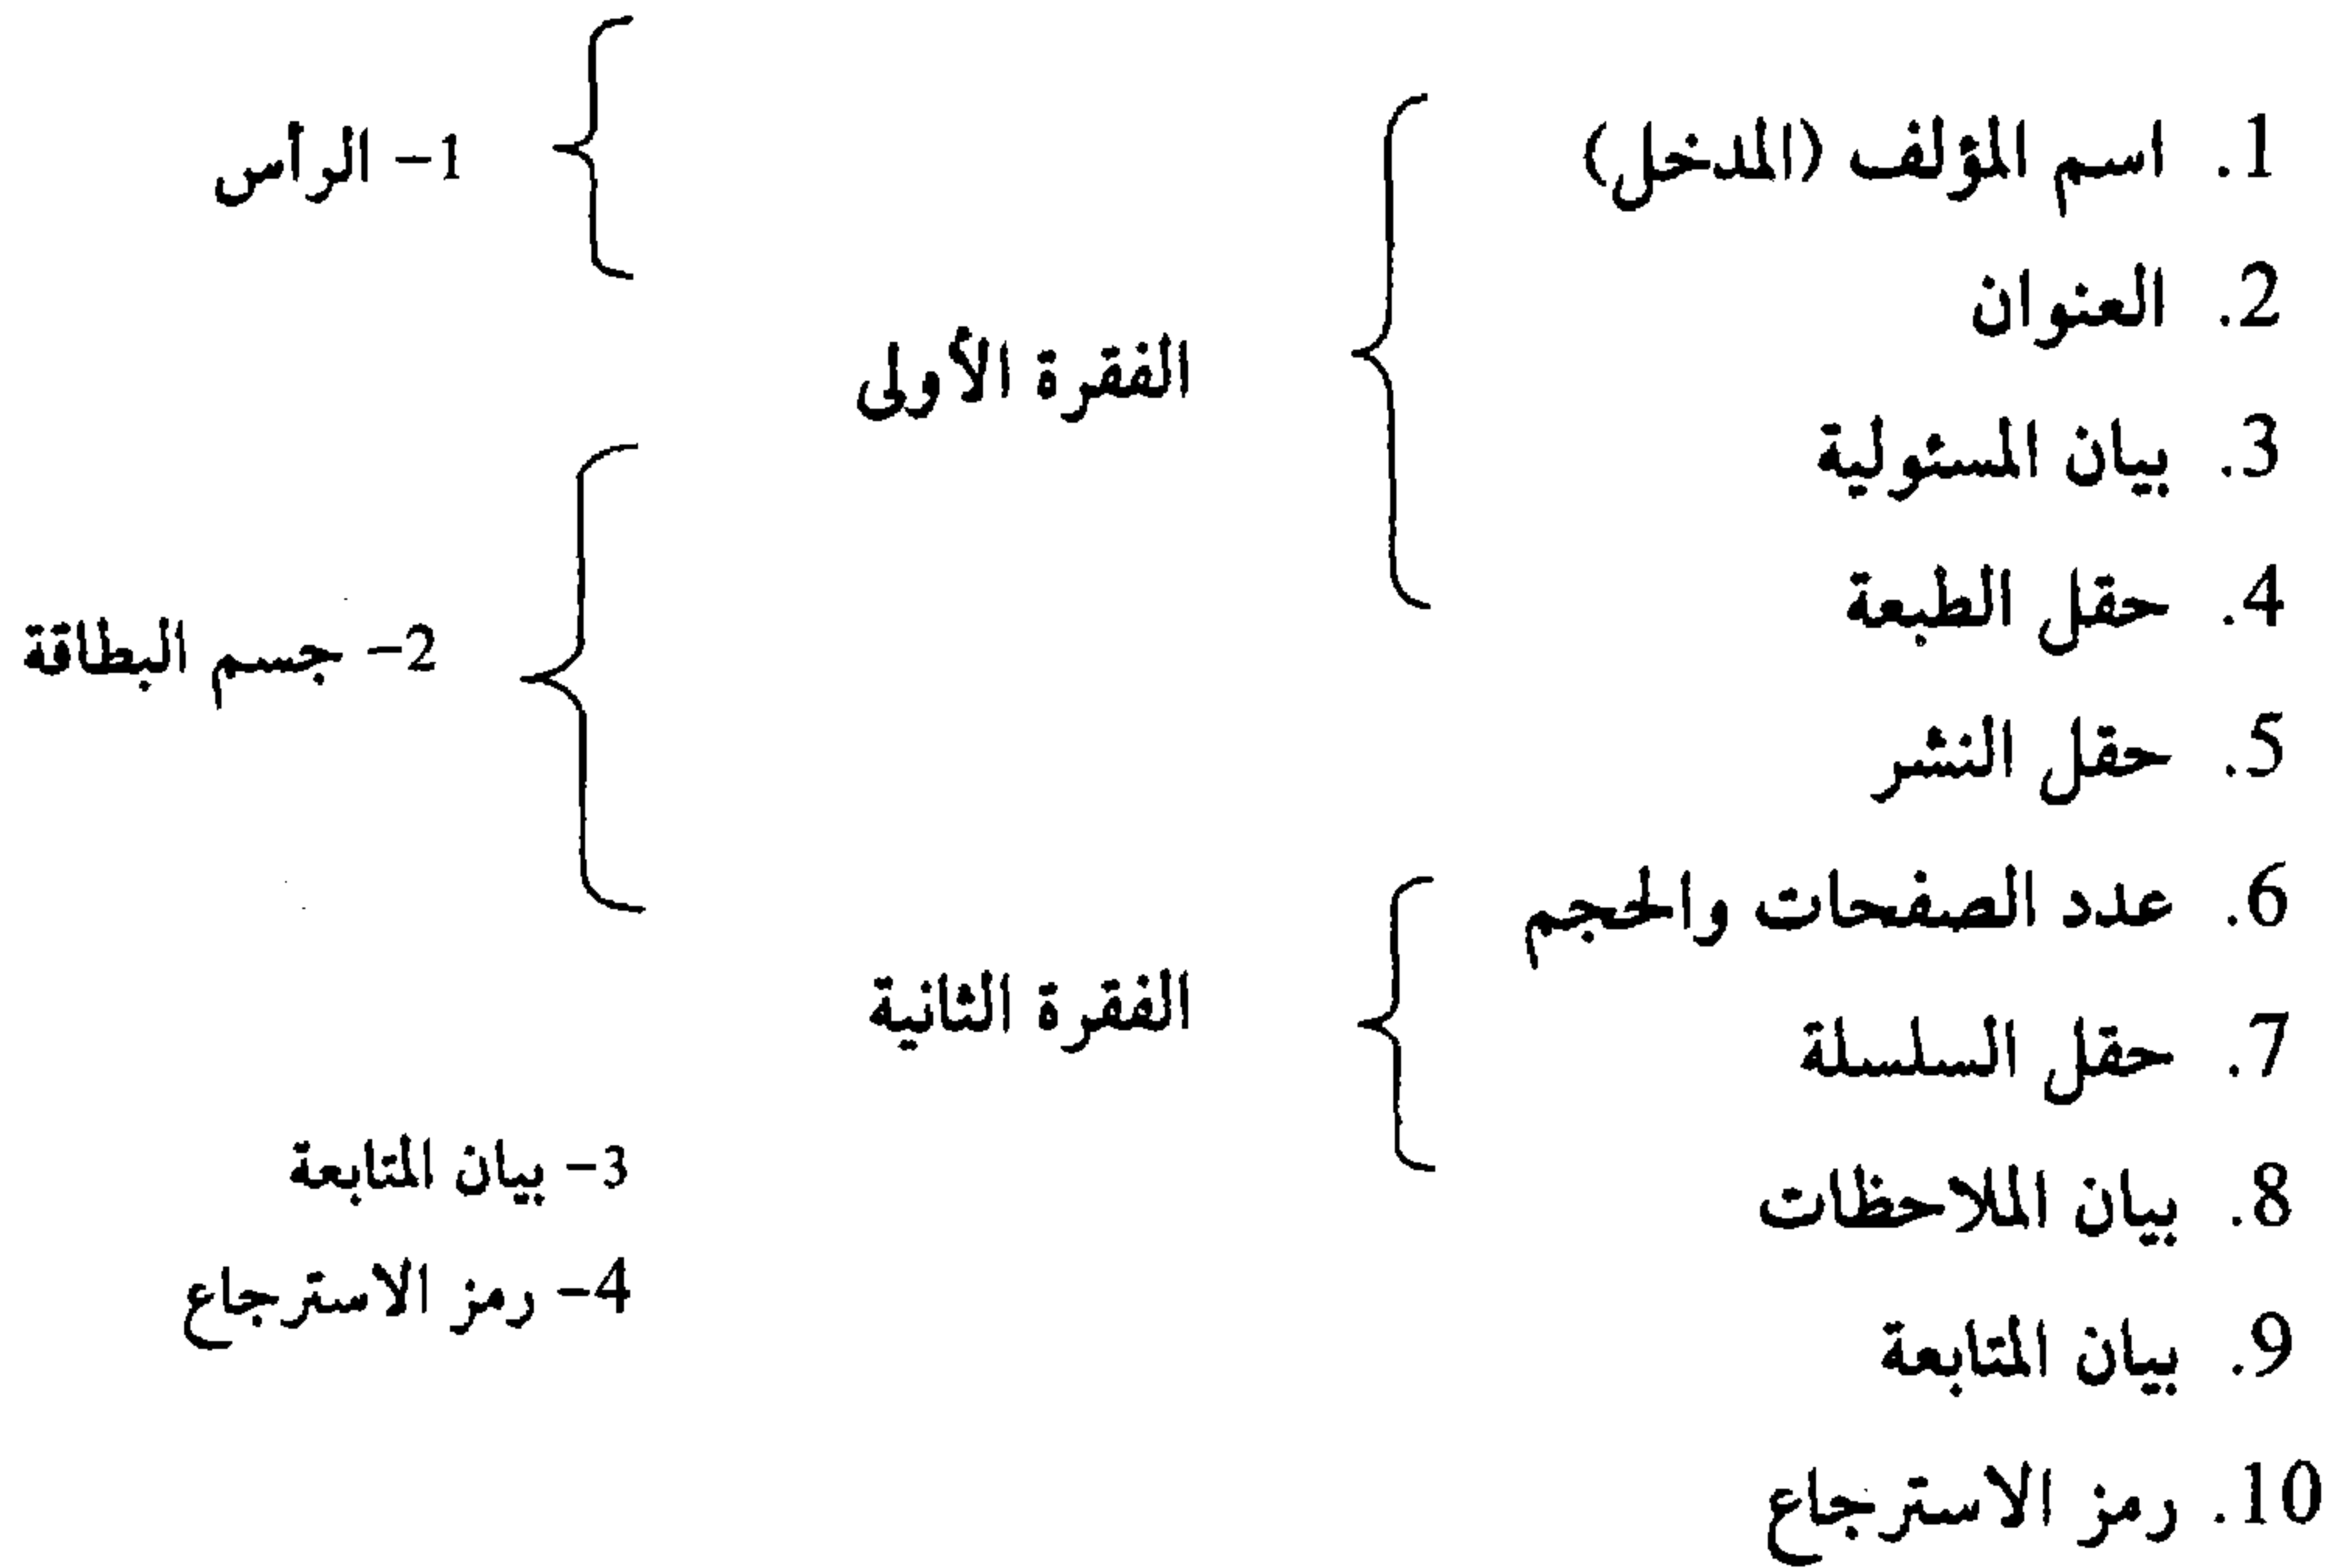 1. اسم المؤلف (المدخل)
2. العنوان
3. بيان المسئولية
4. حقل الطبعة
5. حقل النشر
6. عدد الصفحات والحجم
7. حقل السلسلة
8. بيان الملاحظات
9. بيان المتابعة
10. رمز الاسترجاع
الفقرة الأولى
الفقرة الثانية
1- الرأس
2- جسم البطاقة
3- بيان المتابعة
4- رمز الاسترجاع